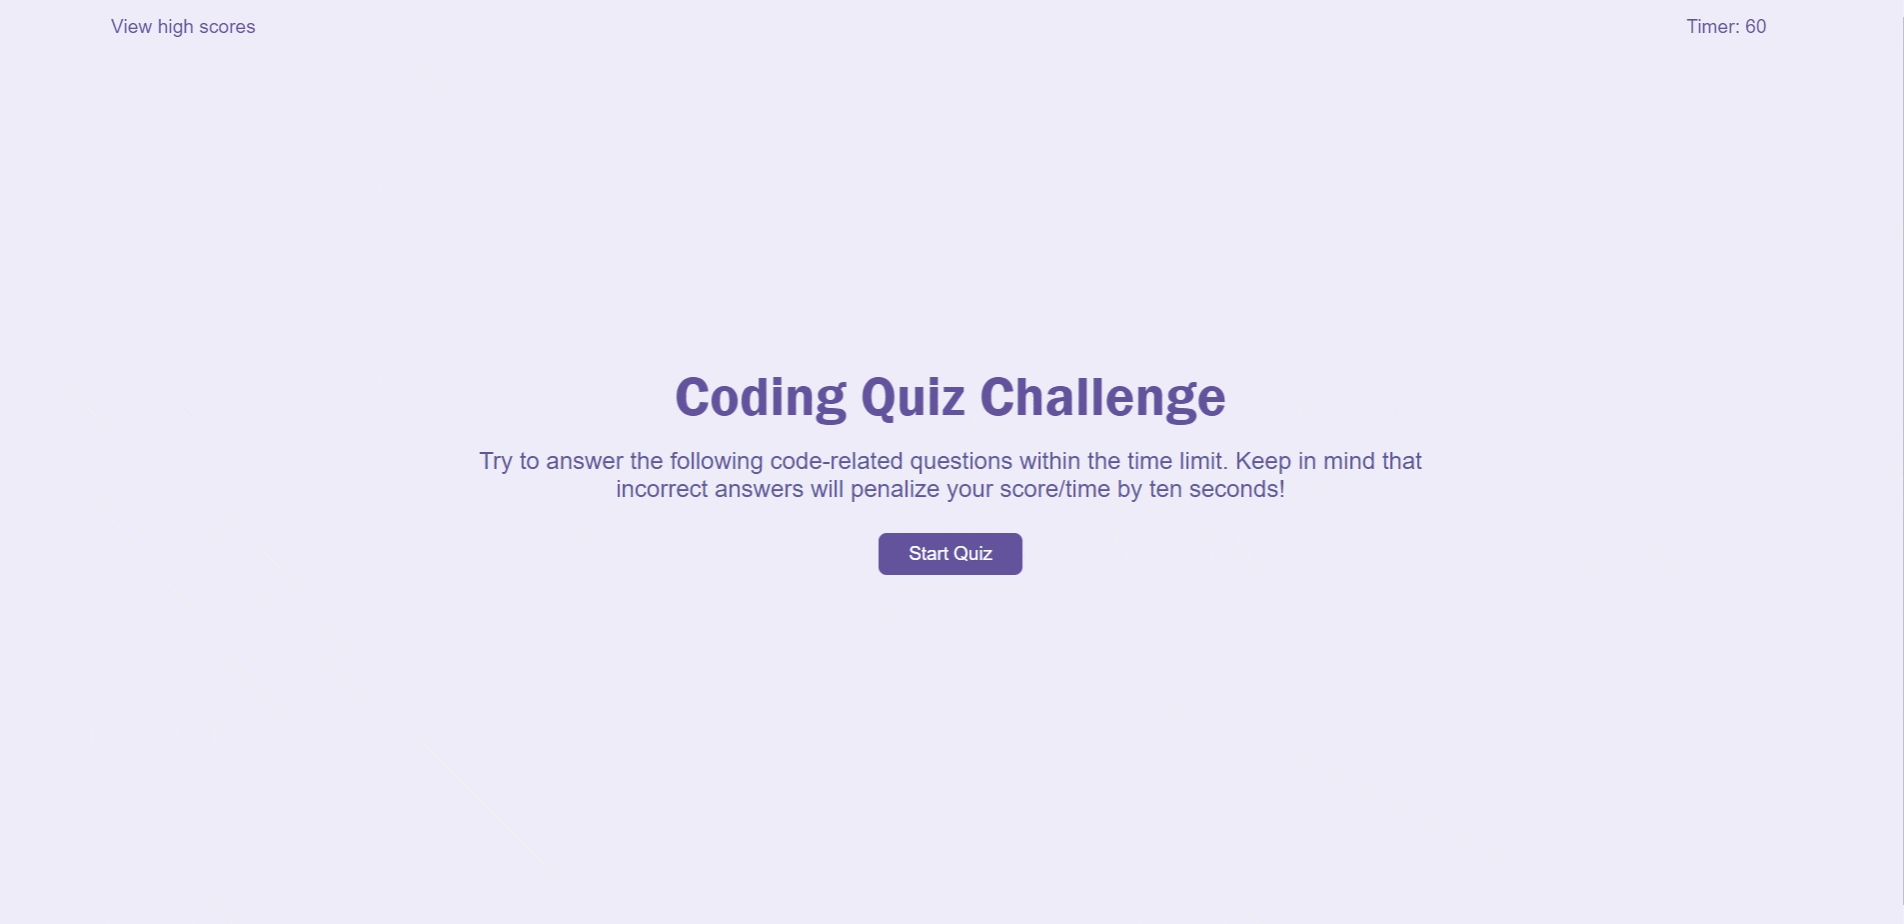 View high scores
Timer: 60
Coding Quiz Challenge
Try to answer the following code-related questions within the time limit. Keep in mind that
incorrect answers will penalize your score/time by ten seconds!
Start Quiz